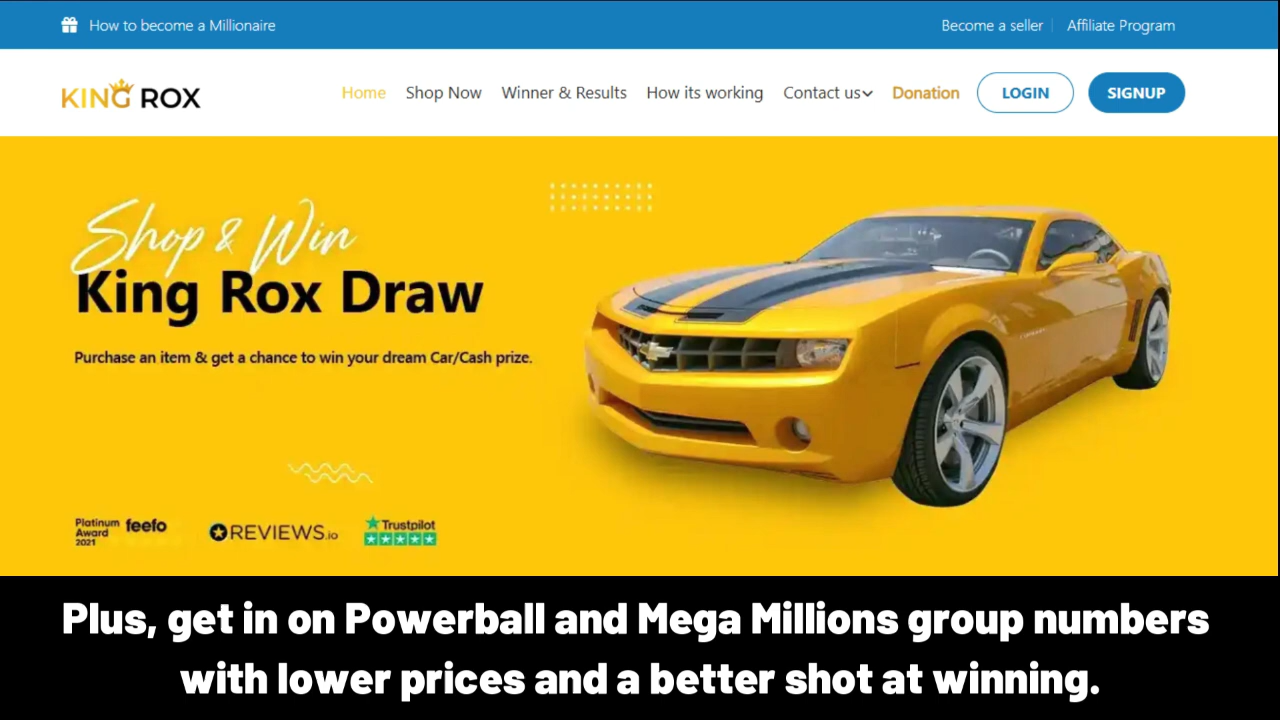 How to become a Millionaire
Become a seller
Affiliate Program
KING ROX
Home
Shop Now
Winner & Results
How its working
Contact us
Donation
LOGIN
SIGNUP
Shop & Win
King Rox Draw
Purchase an item & get a chance to win your dream Car/Cash prize.
Platinum
Award
2021
feefo
REVIEWS.io
Trustpilot
Plus, get in on Powerball and Mega Millions group numbers
with lower prices and a better shot at winning.